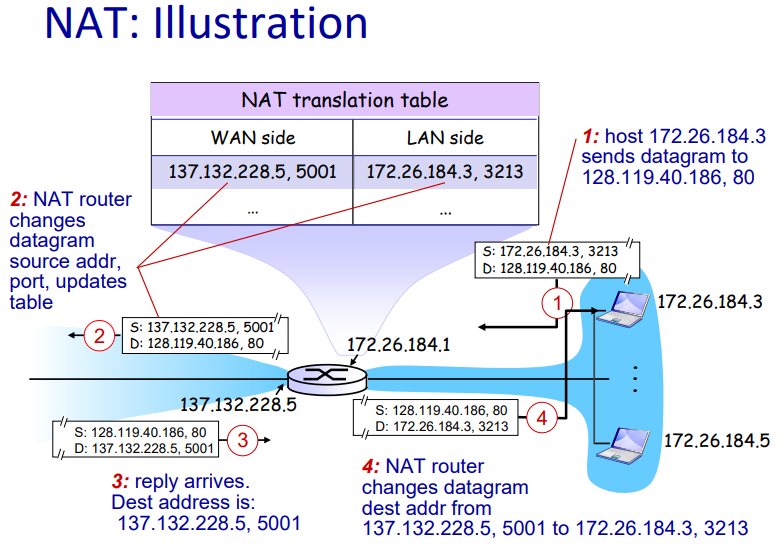 NAT: Illustration
NAT translation table
WAN side LAN side
137.132.228.5, 5001 172.26.184.3, 3213
... ...
1: host 172.26.184.3
sends datagram to
128.119.40.186, 80
2: NAT router
changes
datagram
source addr,
port, updates
table
S: 172.26.184.3, 3213
D: 128.119.40.186, 80
1
172.26.184.3
2
S: 137.132.228.5, 5001
D: 128.119.40.186, 80
172.26.184.1
137.132.228.5
S: 128.119.40.186, 80
D: 172.26.184.3, 3213
4
S: 128.119.40.186, 80
D: 137.132.228.5, 5001
3
172.26.184.5
3: reply arrives.
Dest address is:
137.132.228.5, 5001
4: NAT router
changes datagram
dest addr from
137.132.228.5, 5001 to 172.26.184.3, 3213